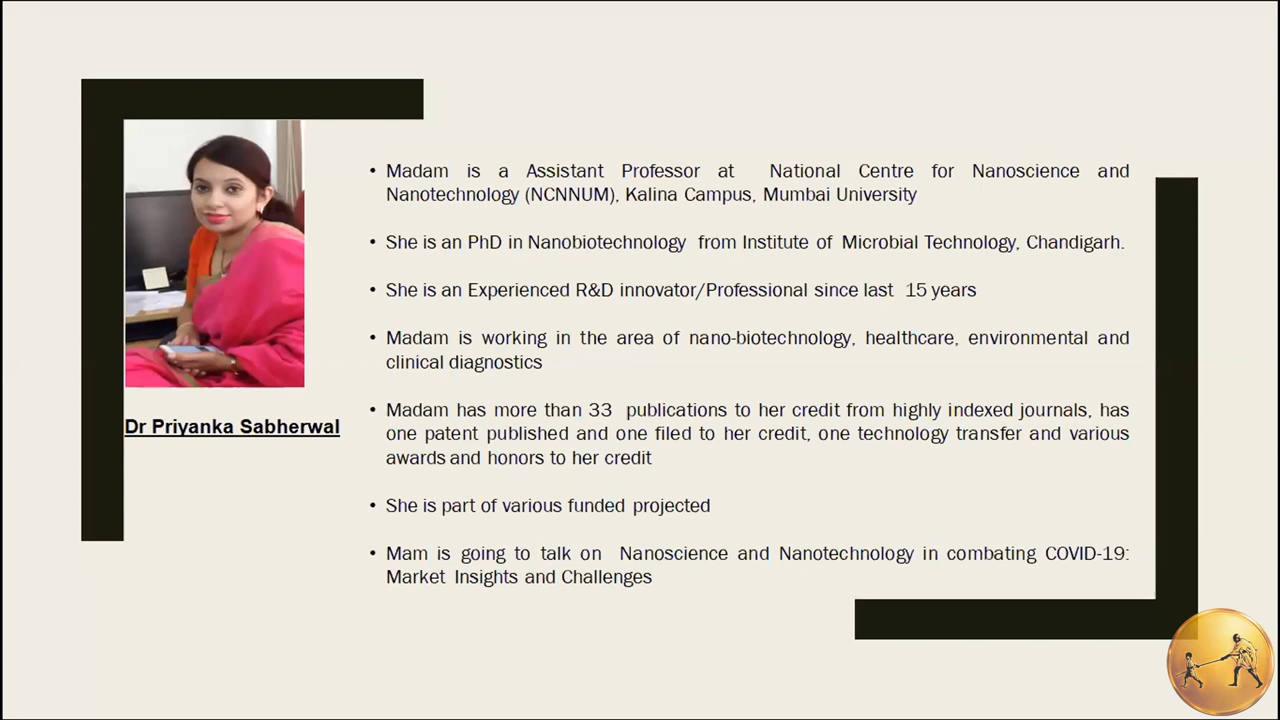 Madam is a Assistant Professor at National Centre for Nanoscience and
Nanotechnology (NCNNUM), Kalina Campus, Mumbai University
She is an PhD in Nanobiotechnology from Institute of Microbial Technology, Chandigarh.
She is an Experienced R&D innovator/Professional since last 15 years
Madam is working in the area of nano-biotechnology, healthcare, environmental and
clinical diagnostics
Madam has more than 33 publications to her credit from highly indexed journals, has
one patent published and one filed to her credit, one technology transfer and various
awards and honors to her credit
She is part of various funded projected
Mam is going to talk on Nanoscience and Nanotechnology in combating COVID-19:
Market Insights and Challenges
Dr Priyanka Sabherwal